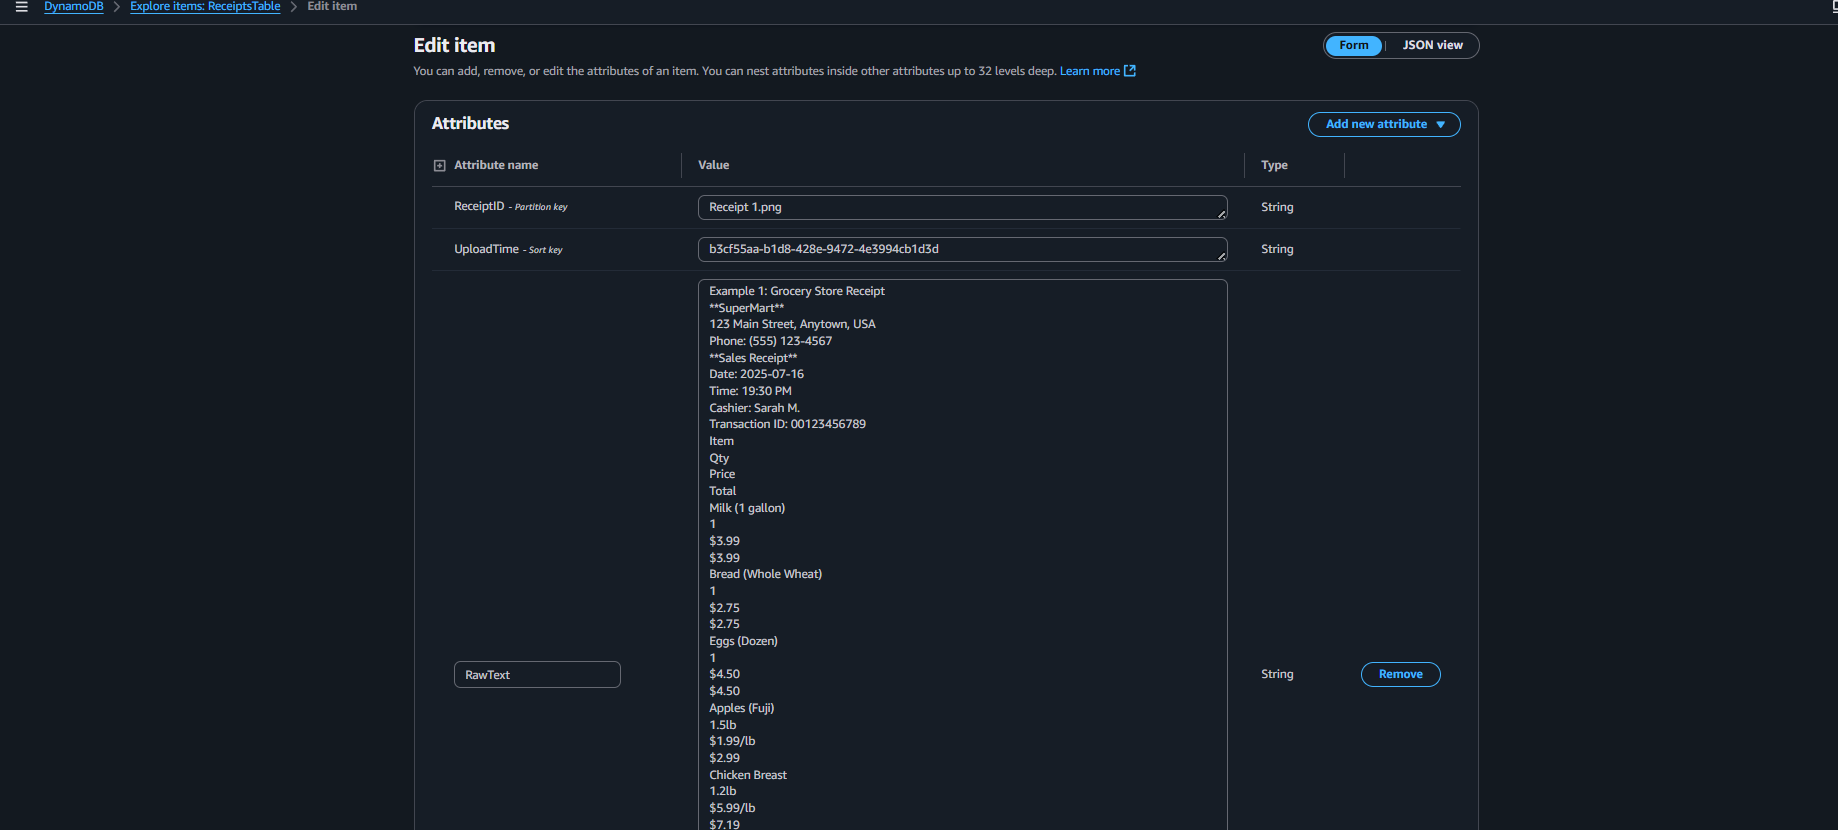 DynamoDB > Explore items: ReceiptsTable > Edit item
Edit item
Form | JSON view
You can add, remove, or edit the attributes of an item. You can nest attributes inside other attributes up to 32 levels deep. Learn more
Attributes
Add new attribute
Attribute name Value Type
ReceiptID - Partition key Receipt 1.png String
UploadTime - Sort key b3cf55aa-b1d8-428e-9472-4e3994cb1d3d String
Example 1: Grocery Store Receipt
**SuperMart**
123 Main Street, Anytown, USA
Phone: (555) 123-4567
**Sales Receipt**
Date: 2025-07-16
Time: 19:30 PM
Cashier: Sarah M.
Transaction ID: 00123456789
Item
Qty
Price
Total
Milk (1 gallon)
1
$3.99
$3.99
Bread (Whole Wheat)
1
$2.75
$2.75
Eggs (Dozen)
1
$4.50
RawText String Remove
$4.50
Apples (Fuji)
1.5lb
$1.99/lb
$2.99
Chicken Breast
1.2lb
$5.99/lb
$7.19